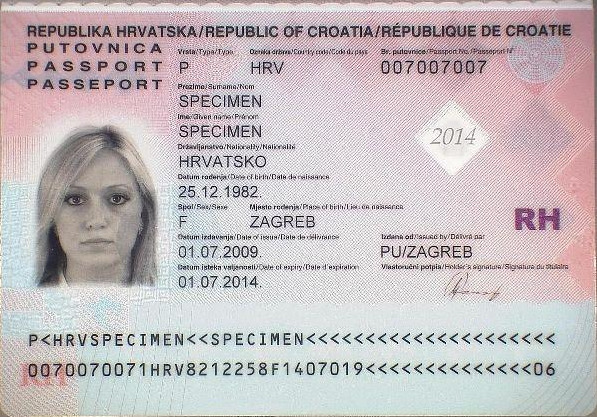 REPUBLIKA HRVATSKA/REPUBLIC OF CROATIA/RÉPUBLIQUE DE CROATIE
PUTOVNICA
PASSPORT
PASSEPORT
Vrsta/Type/Type Oznaka države/Country code/Code du pays Br. putovnice/Passport No/Passeport N°
P HRV 007007007
Prezime/Surname/Nom
SPECIMEN
Ime/Given name/Prénom
SPECIMEN
Državljanstvo/Nationality/Nationalité
HRVATSKO
Datum rođenja/Date of birth/Date de naissance
25.12.1982.
Spol/Sex/Sexe Mjesto rođenja/Place of birth/Lieu de naissance
F ZAGREB
Datum izdavanja/Date of issue/Date de délivrance Izdana od/Issued by/Délivré par
01.07.2009. PU/ZAGREB
Datum isteka valjanosti/Date of expiry/Date d'expiration Vlastoručni potpis/Holder's signature/Signature du titulaire
01.07.2014.
2014
RH
P<HRVSPECIMEN<<SPECIMEN<<<<<<<<<<<<<<<<<<<<<
0070070071HRV8212258F1407019<<<<<<<<<<<<<<06
RH